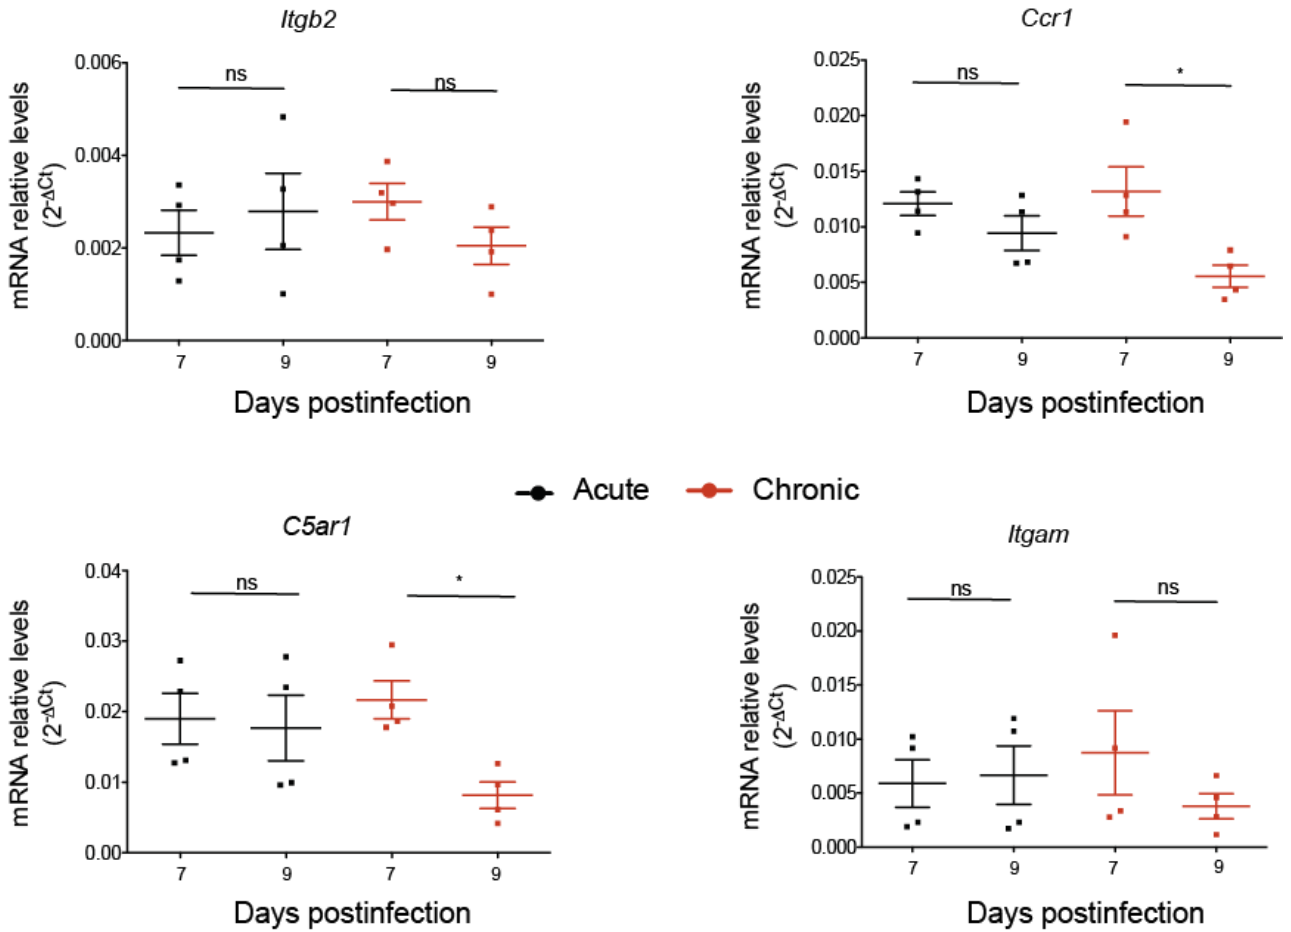 Itgb2
mRNA relative levels
(2-ΔCt)
0.006
0.004
0.002
0.000
ns
ns
7
9
7
9
Days postinfection
Ccr1
mRNA relative levels
(2-ΔCt)
0.025
0.020
0.015
0.010
0.005
0.000
ns
*
7
9
7
9
Days postinfection
Acute
Chronic
C5ar1
mRNA relative levels
(2-ΔCt)
0.04
0.03
0.02
0.01
0.00
ns
*
7
9
7
9
Days postinfection
Itgam
mRNA relative levels
(2-ΔCt)
0.025
0.020
0.015
0.010
0.005
0.000
ns
ns
7
9
7
9
Days postinfection